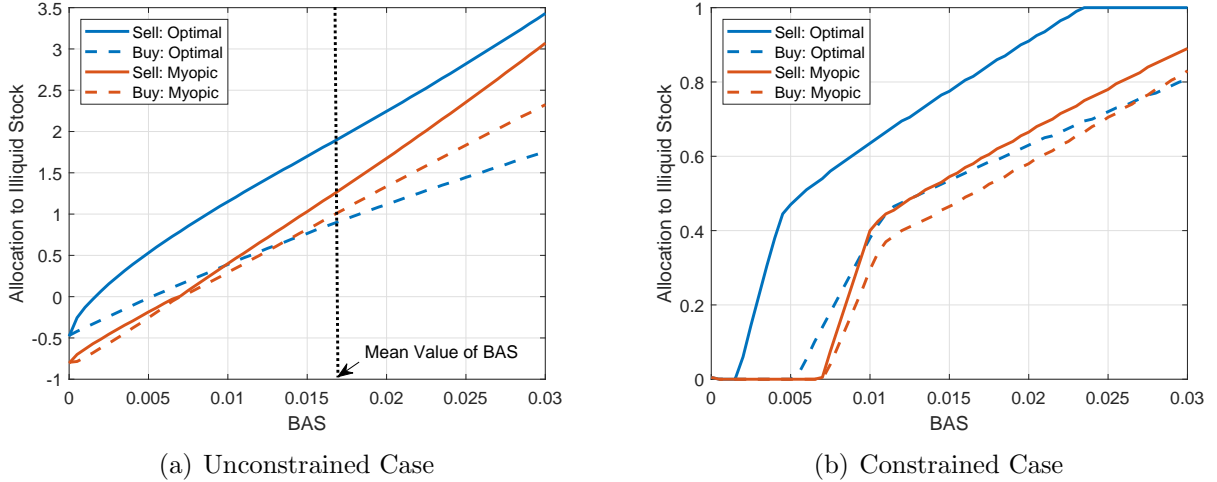 3.5
3
2.5
2
1.5
1
0.5
0
-0.5
-1
Allocation to Illiquid Stock
Sell: Optimal
Buy: Optimal
Sell: Myopic
Buy: Myopic
Mean Value of BAS
0 0.005 0.01 0.015 0.02 0.025 0.03
BAS
(a) Unconstrained Case
1
0.8
0.6
0.4
0.2
0
Allocation to Illiquid Stock
Sell: Optimal
Buy: Optimal
Sell: Myopic
Buy: Myopic
0 0.005 0.01 0.015 0.02 0.025 0.03
BAS
(b) Constrained Case